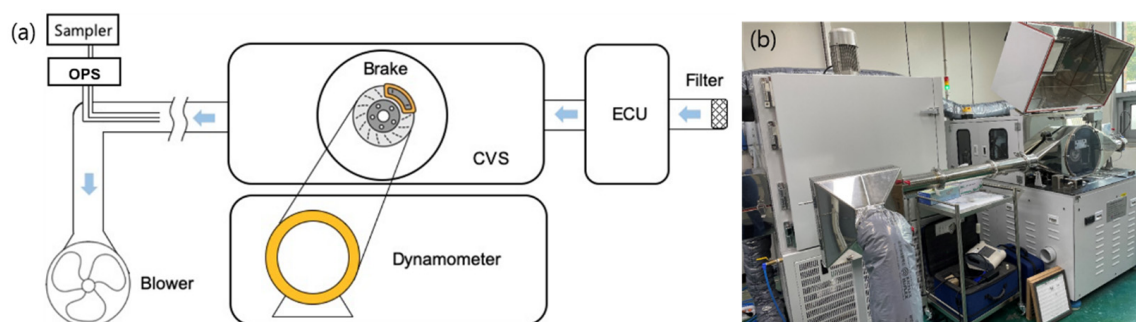 (a)
Sampler
OPS
Brake
CVS
ECU
Filter
Dynamometer
Blower
(b)